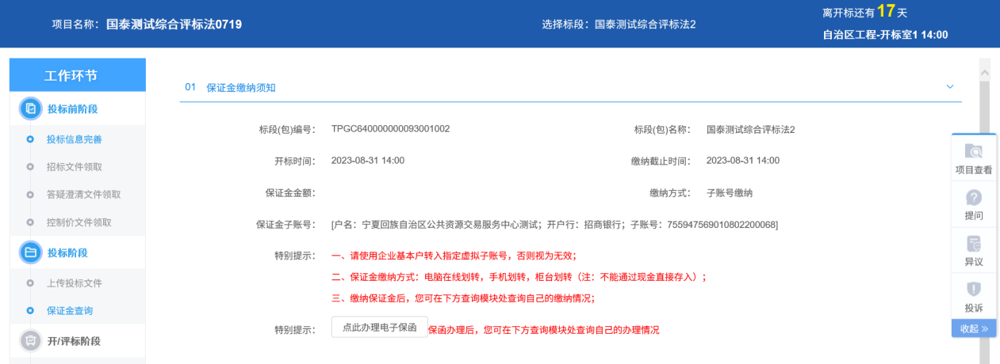 项目名称：国泰测试综合评标法0719
选择标段：国泰测试综合评标法2
离开标还有17天
自治区工程-开标室1 14:00
工作环节
投标前阶段
投标信息完善
招标文件领取
答疑澄清文件领取
控制价文件领取
投标阶段
上传投标文件
保证金查询
开/评标阶段
01 保证金缴纳须知
标段(包)编号： TPGC640000000093001002
标段(包)名称： 国泰测试综合评标法2
开标时间： 2023-08-31 14:00
缴纳截止时间： 2023-08-31 14:00
保证金金额：
缴纳方式： 子账号缴纳
保证金子账号： [户名：宁夏回族自治区公共资源交易服务中心测试；开户行：招商银行；子账号：755947569010802200068]
特别提示： 一、请使用企业基本户转入指定虚拟子账号，否则视为无效；
二、保证金缴纳方式：电脑在线划转，手机划转，柜台划转（注：不能通过现金直接存入）；
三、缴纳保证金后，您可在下方查询模块处查询自己的缴纳情况；
特别提示： 点此办理电子保函 保函办理后，您可在下方查询模块处查询自己的办理情况
项目查看
提问
异议
投诉
收起 »